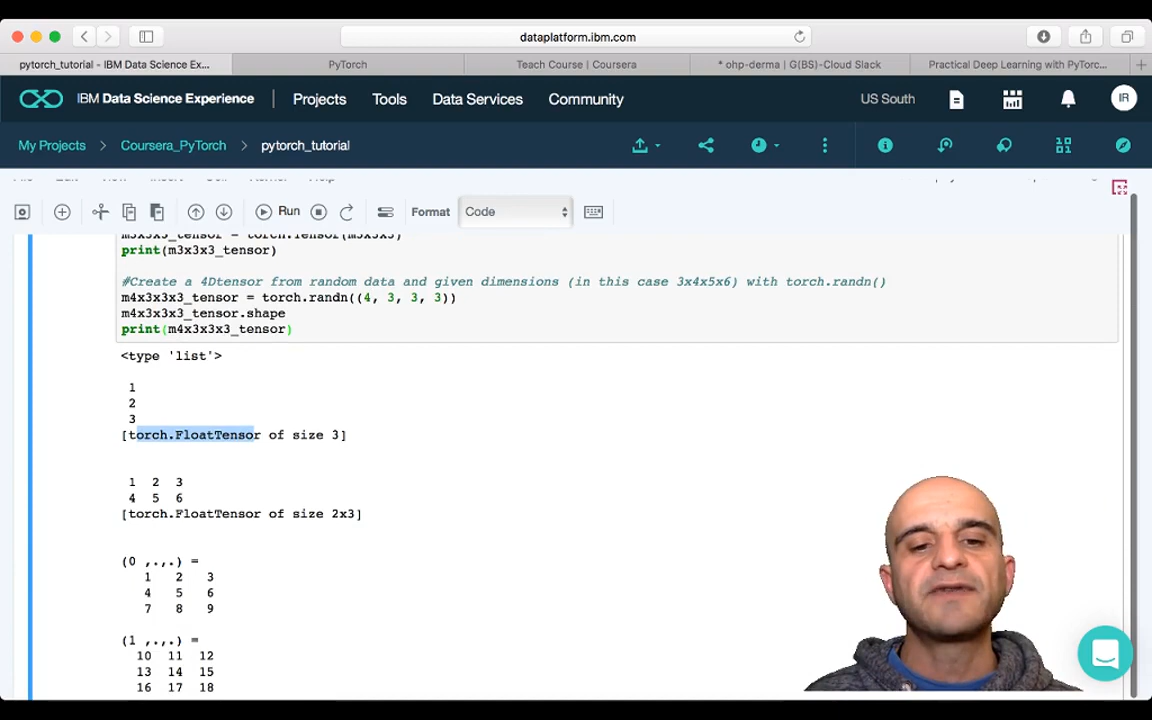 dataplatform.ibm.com
pytorch_tutorial - IBM Data Science Ex...
PyTorch
Teach Course | Coursera
* ohp-derma | G(BS)-Cloud Slack
Practical Deep Learning with PyTorc...
IBM Data Science Experience
Projects
Tools
Data Services
Community
US South
IR
My Projects > Coursera_PyTorch > pytorch_tutorial
Run
Format
Code
m3x3x3_tensor = torch.Tensor(m3x3x3)
print(m3x3x3_tensor)
#Create a 4Dtensor from random data and given dimensions (in this case 3x4x5x6) with torch.randn()
m4x3x3x3_tensor = torch.randn((4, 3, 3, 3))
m4x3x3x3_tensor.shape
print(m4x3x3x3_tensor)
<type 'list'>
1
2
3
[torch.FloatTensor of size 3]
1 2 3
4 5 6
[torch.FloatTensor of size 2x3]
(0 ,.,.) =
1 2 3
4 5 6
7 8 9
(1 ,.,.) =
10 11 12
13 14 15
16 17 18